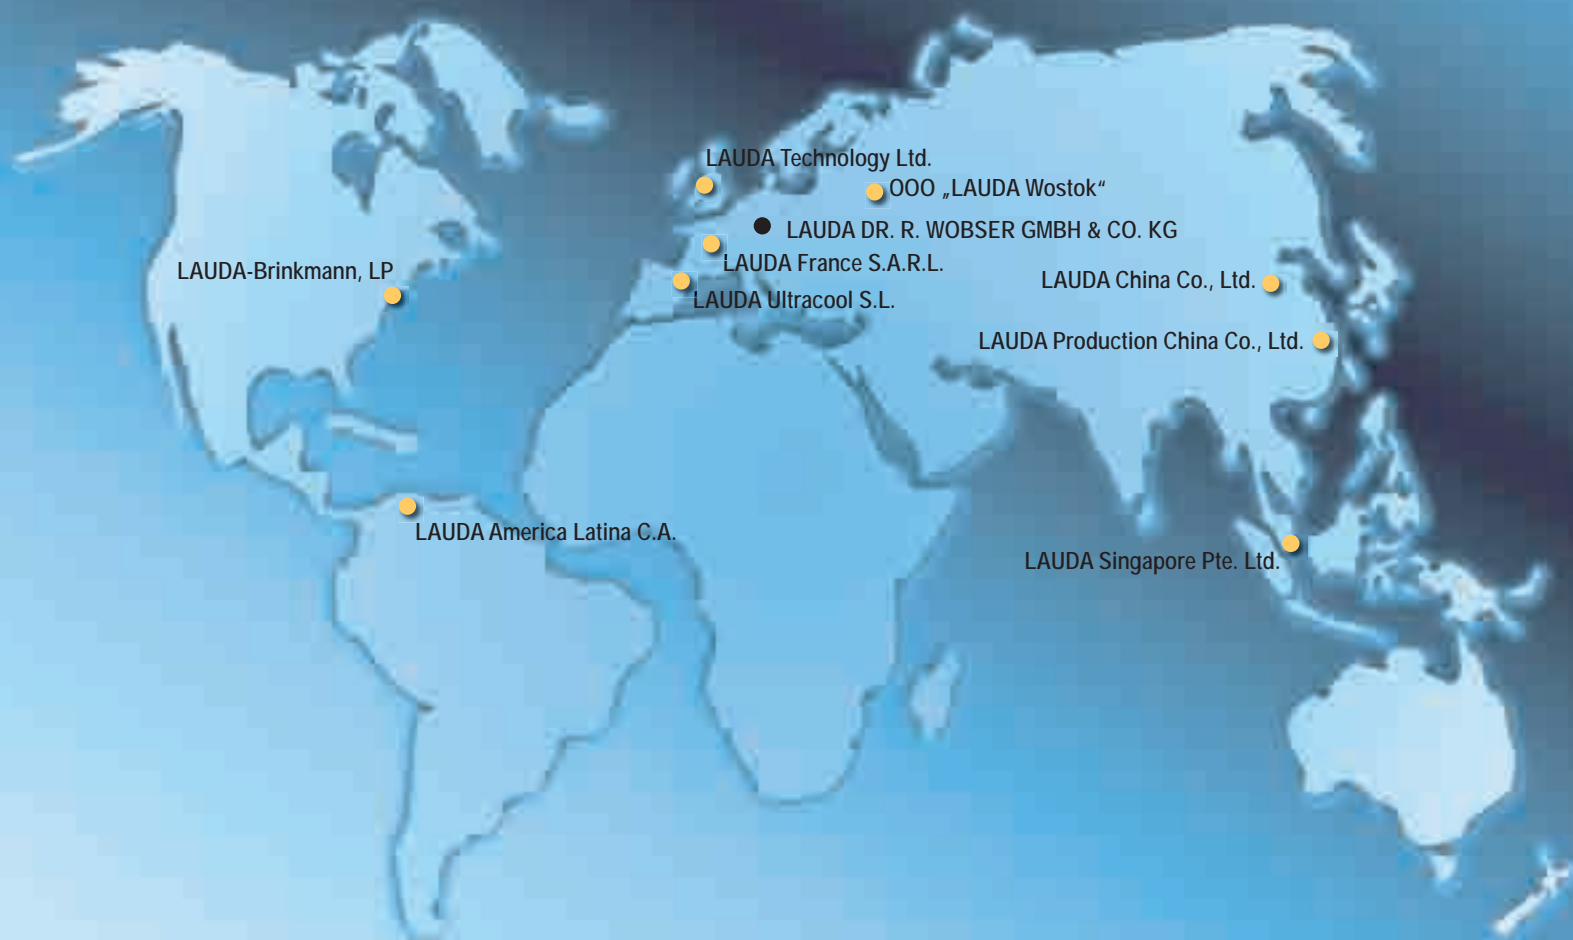 LAUDA Technology Ltd.
OOO „LAUDA Wostok“
LAUDA DR. R. WOBSER GMBH & CO. KG
LAUDA France S.A.R.L.
LAUDA-Brinkmann, LP
LAUDA China Co., Ltd.
LAUDA Ultracool S.L.
LAUDA Production China Co., Ltd.
LAUDA America Latina C.A.
LAUDA Singapore Pte. Ltd.